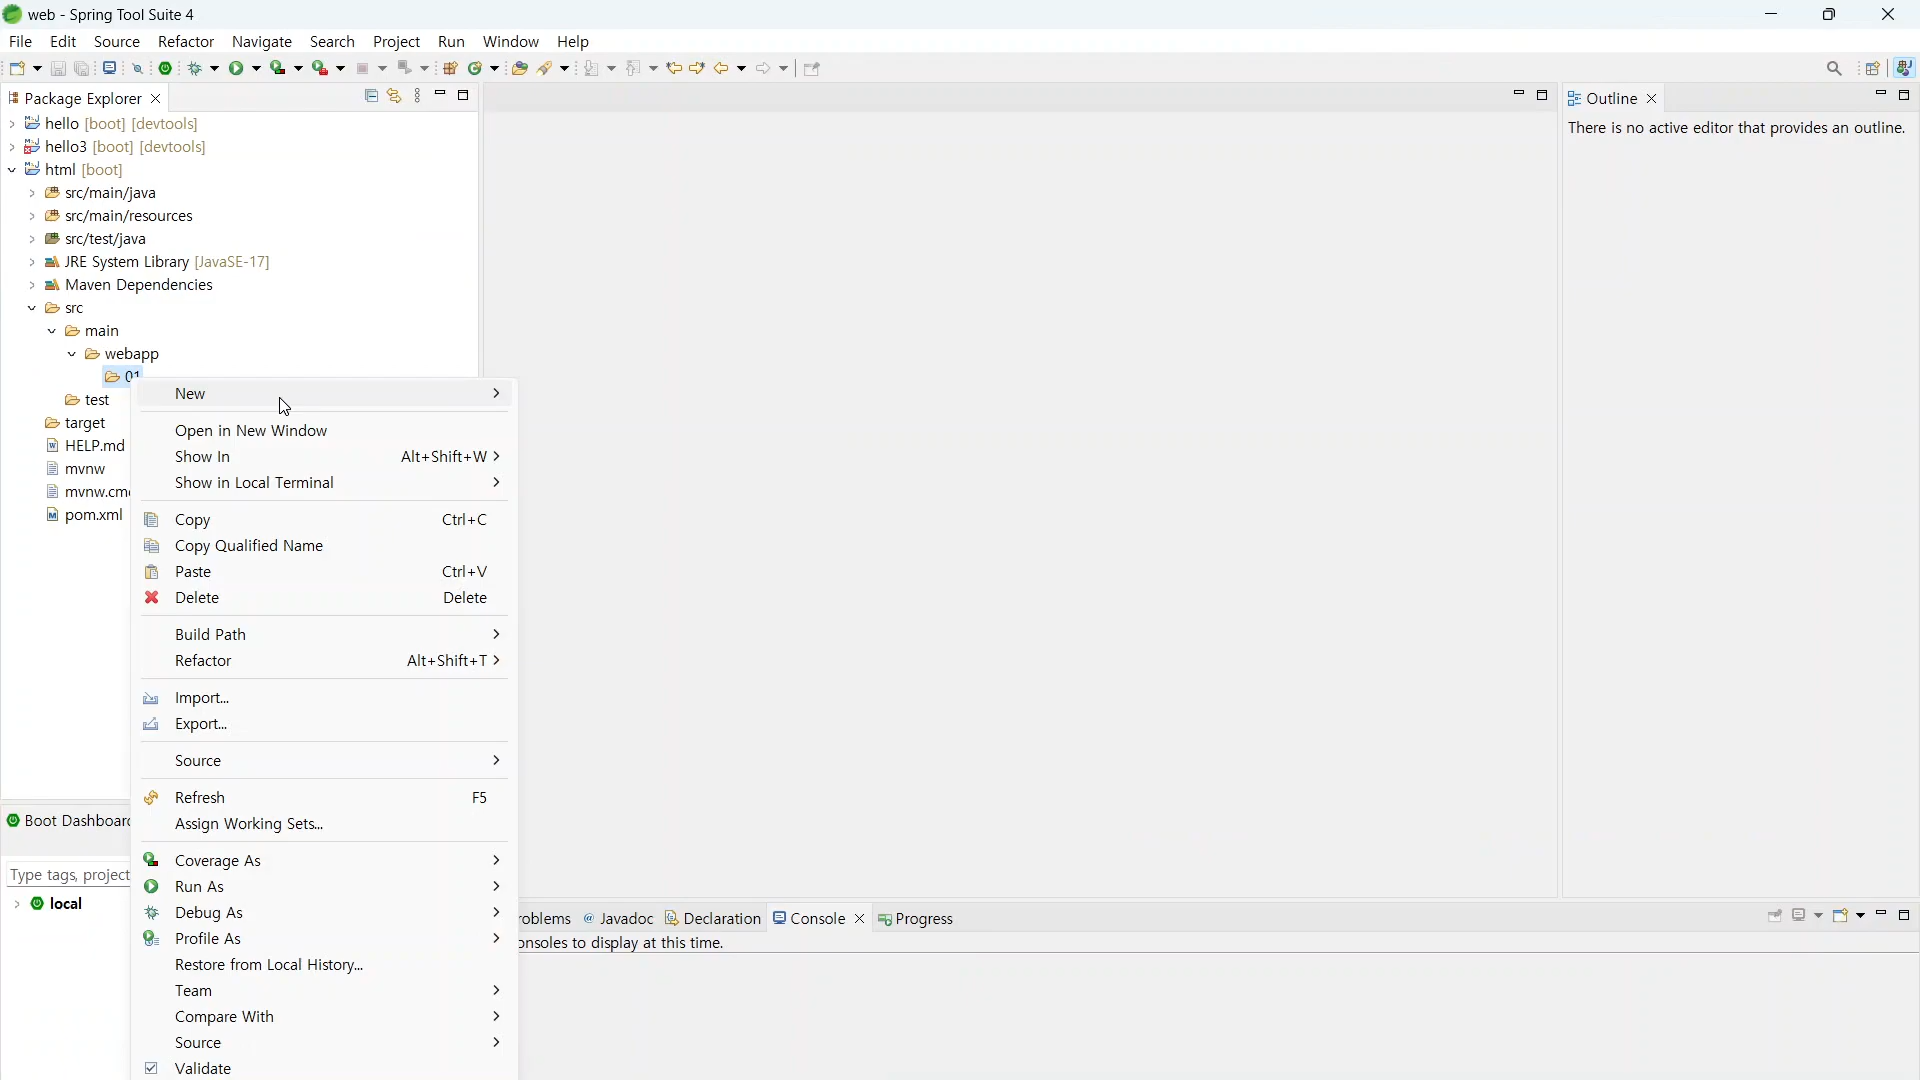 web - Spring Tool Suite 4
File Edit Source Refactor Navigate Search Project Run Window Help
Package Explorer
Outline
hello [boot] [devtools]
There is no active editor that provides an outline.
hello3 [boot] [devtools]
html [boot]
src/main/java
src/main/resources
src/test/java
JRE System Library [JavaSE-17]
Maven Dependencies
src
main
webapp
01
test
target
HELP.md
mvnw
pom.xml
New
Open in New Window
Show In Alt+Shift+W
Show in Local Terminal
Copy Ctrl+C
Copy Qualified Name
Paste Ctrl+V
Delete Delete
Build Path
Refactor Alt+Shift+T
Import...
Export...
Source
Refresh F5
Assign Working Sets...
Coverage As
Run As
Debug As
Profile As
Restore from Local History...
Team
Compare With
Source
Validate
Boot
Type tags,
local
Javadoc Declaration Console Progress
to display at this time.